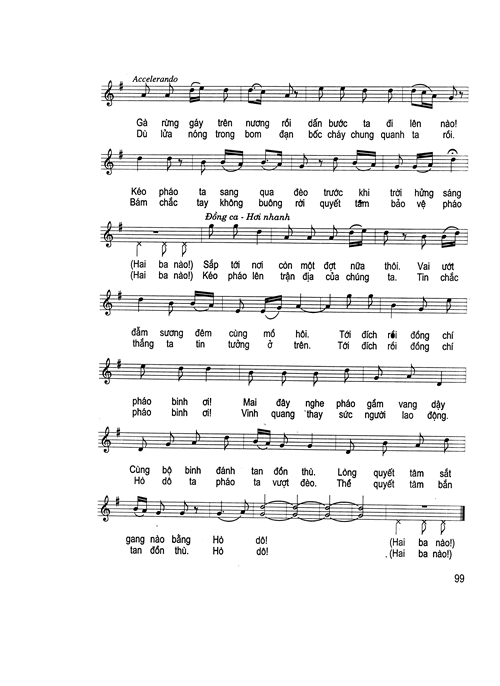 Accelerando
Gà rừng gáy trên nương rồi dấn bước ta đi lên nào!
Dù lửa nóng trong bom đạn bốc cháy chung quanh ta rồi.
Kéo pháo ta sang qua đèo trước khi trời hửng sáng
Bám chắc tay không buông rời quyết tâm bảo vệ pháo
Đồng ca - Hơi nhanh
(Hai ba nào!) Sắp tới nơi còn một đợt nữa thôi. Vai ướt
(Hai ba nào!) Kéo pháo lên trận địa của chúng ta. Tin chắc
đẫm sương đêm cùng mồ hôi. Tới đích rồi đồng chí
thắng ta tin tưởng ở trên. Tới đích rồi đồng chí
pháo binh ơi! Mai đây nghe pháo gầm vang dậy
pháo binh ơi! Vinh quang thay sức người lao động.
Cùng bộ binh đánh tan đồn thù. Lòng quyết tâm sắt
Hò dô ta pháo ta vượt đèo. Thề quyết tâm bắn
gang nào bằng Hò dô! (Hai ba nào!)
tan đồn thù. Hò dô! (Hai ba nào!)
99